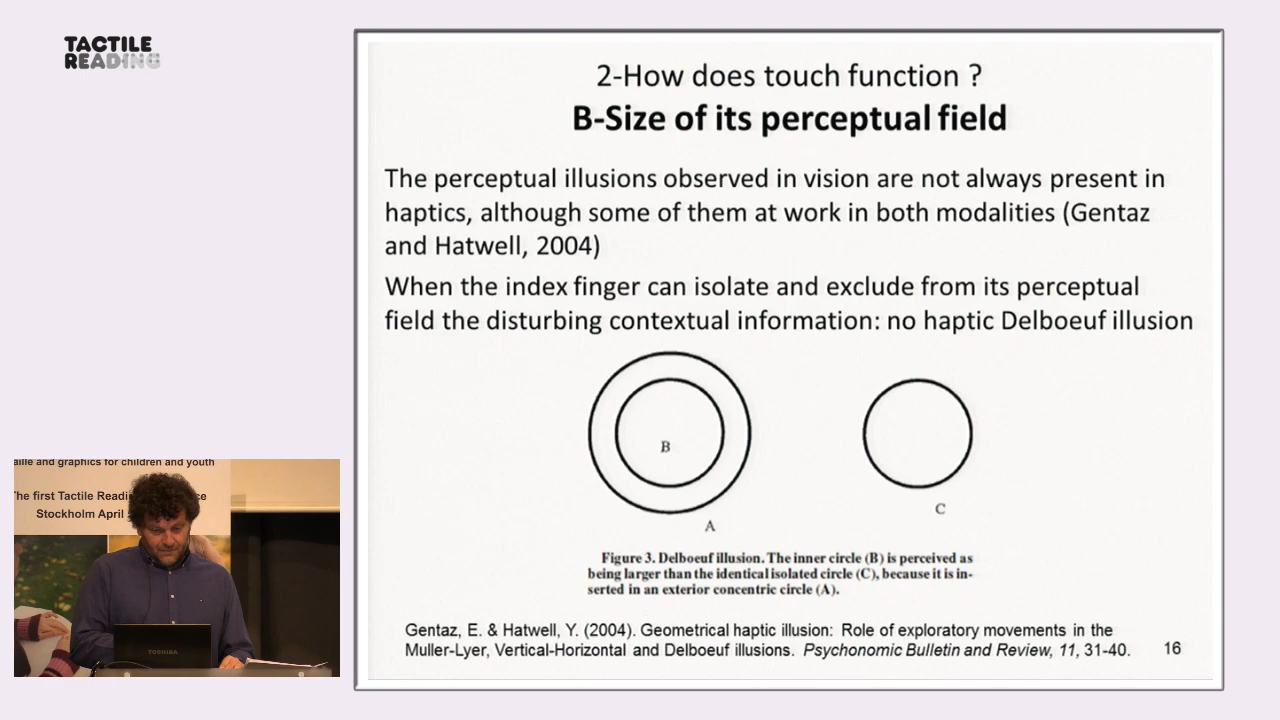 TACTILE
READING
2-How does touch function ?
B-Size of its perceptual field
The perceptual illusions observed in vision are not always present in
haptics, although some of them at work in both modalities (Gentaz
and Hatwell, 2004)
When the index finger can isolate and exclude from its perceptual
field the disturbing contextual information: no haptic Delboeuf illusion
B
A
C
Figure 3. Delboeuf illusion. The inner circle (B) is perceived as
being larger than the identical isolated circle (C), because it is in-
serted in an exterior concentric circle (A).
Gentaz, E. & Hatwell, Y. (2004). Geometrical haptic illusion: Role of exploratory movements in the
Muller-Lyer, Vertical-Horizontal and Delboeuf illusions. Psychonomic Bulletin and Review, 11, 31-40.
16
and graphics for children and youth
The first Tactile
Stockholm April
TOSHIBA